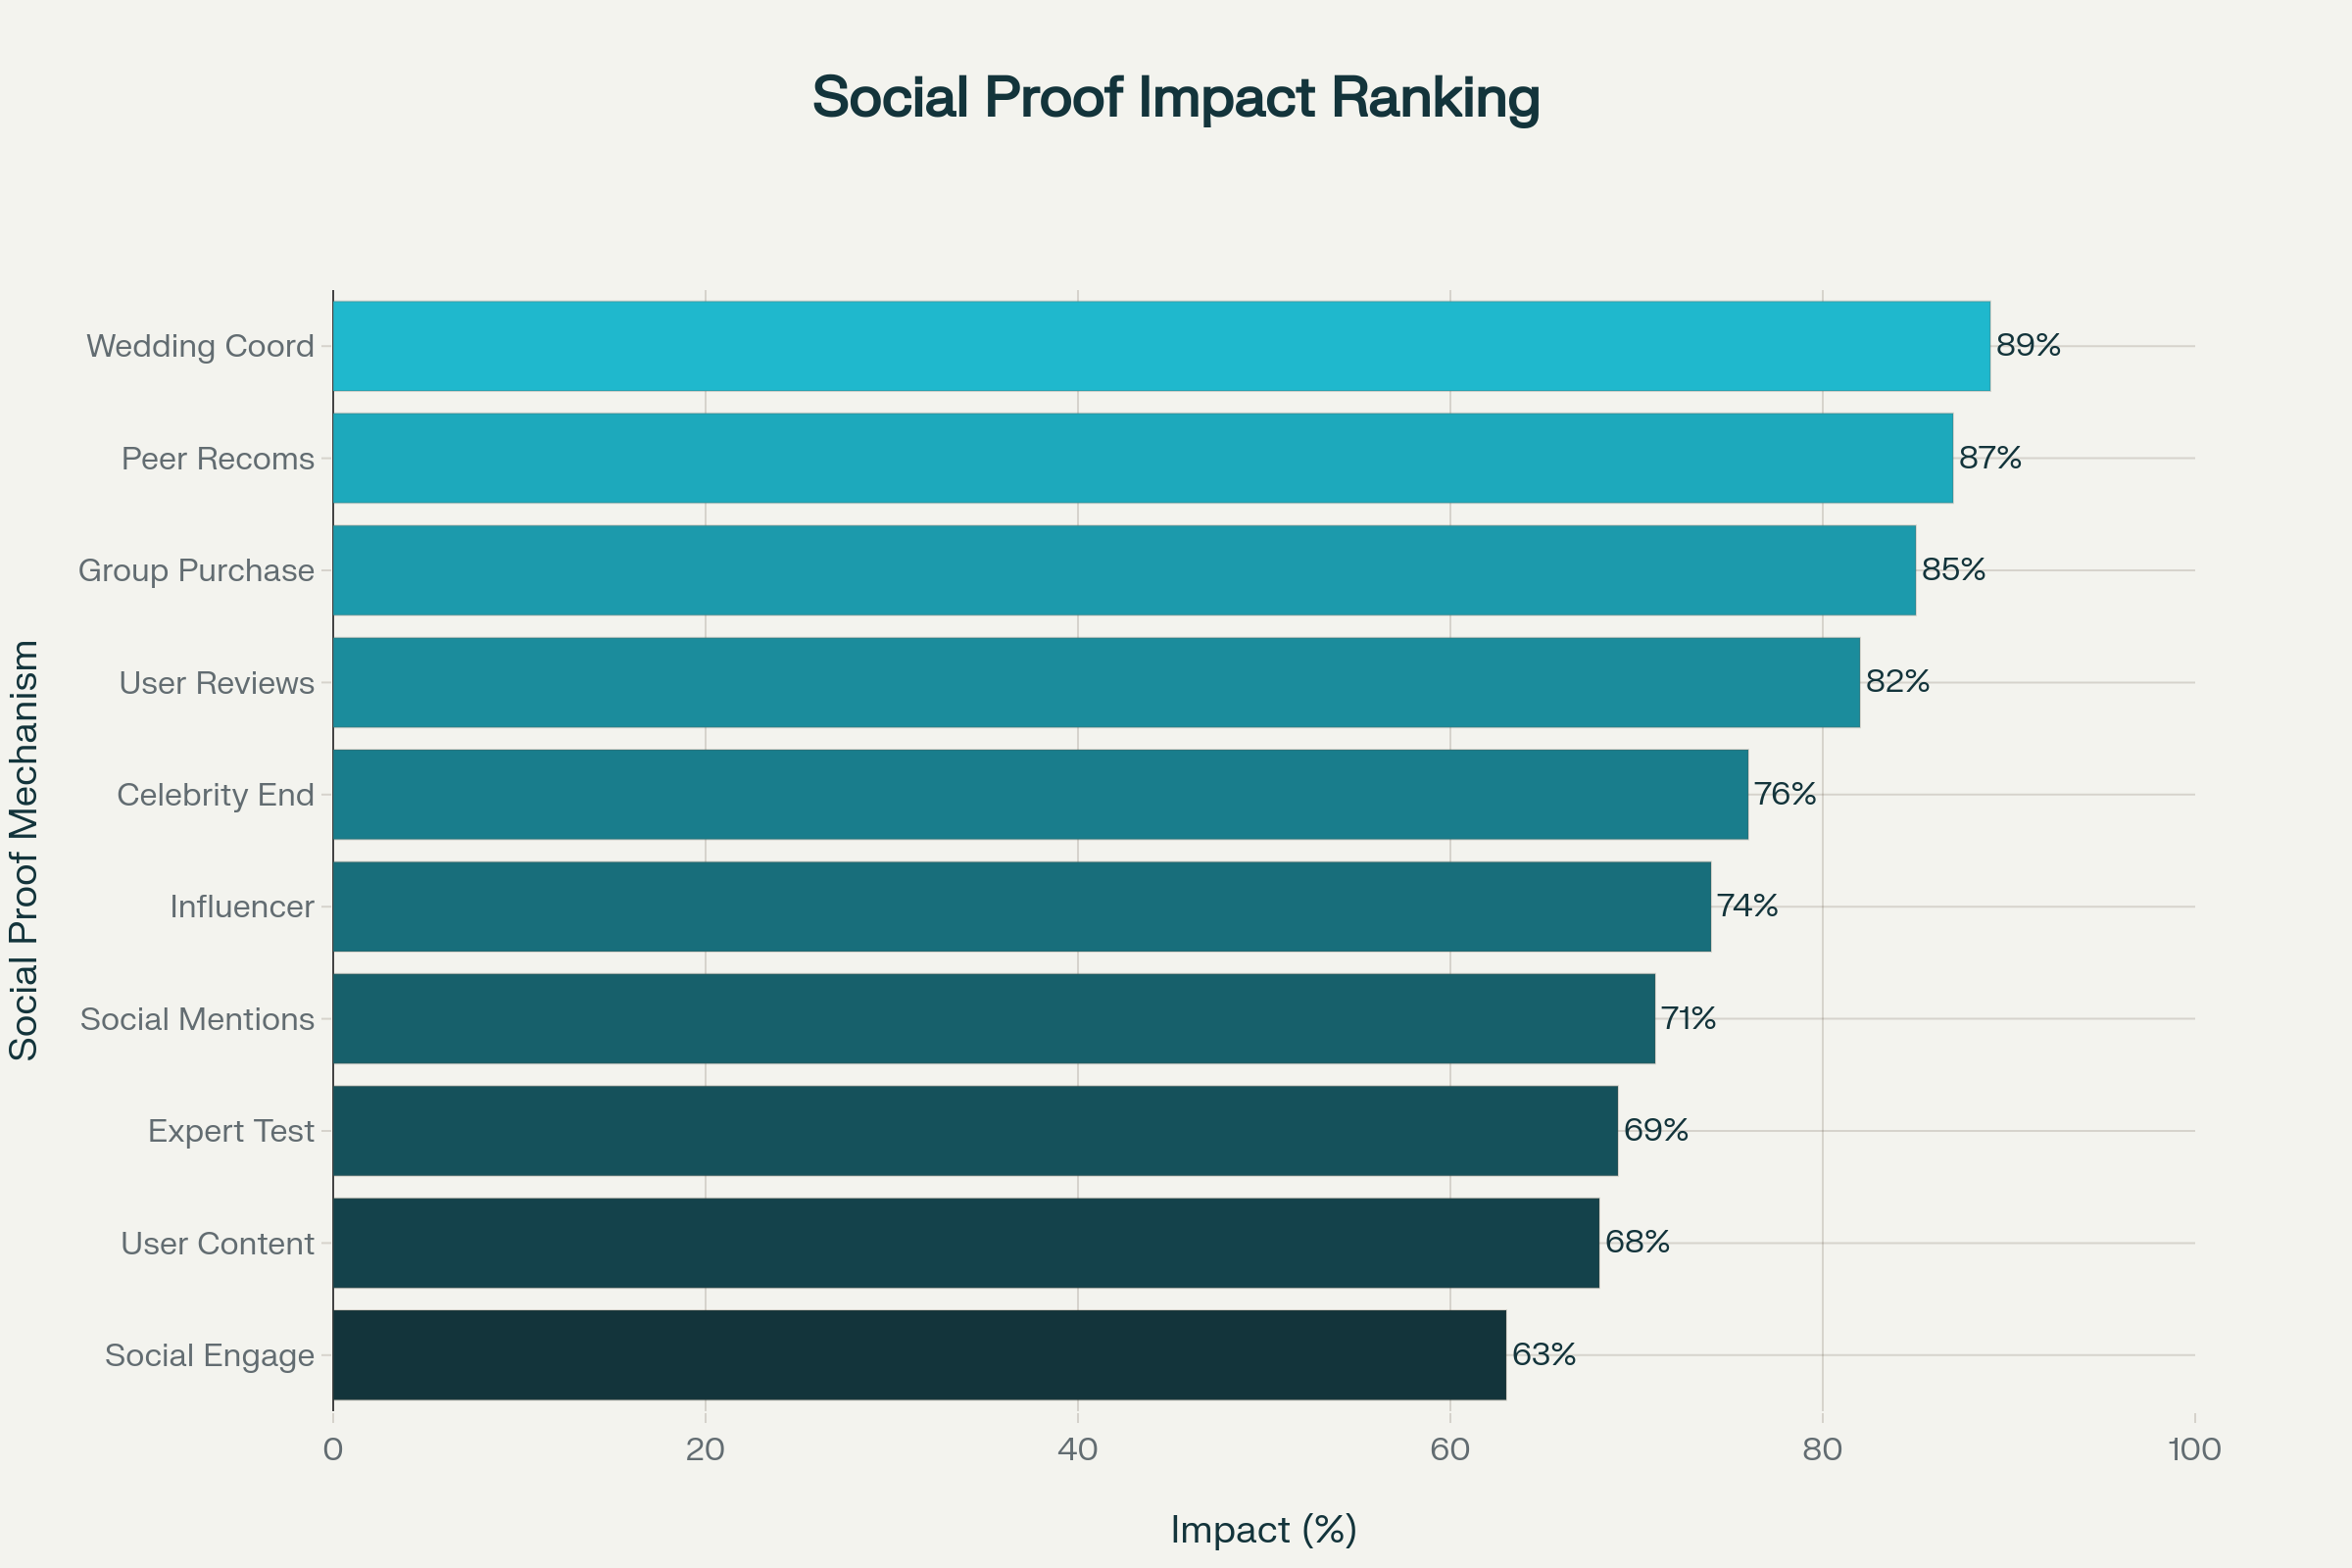 Social Proof Impact Ranking
Social Proof Mechanism
Wedding Coord 89%
Peer Recoms 87%
Group Purchase 85%
User Reviews 82%
Celebrity End 76%
Influencer 74%
Social Mentions 71%
Expert Test 69%
User Content 68%
Social Engage 63%
0 20 40 60 80 100
Impact (%)